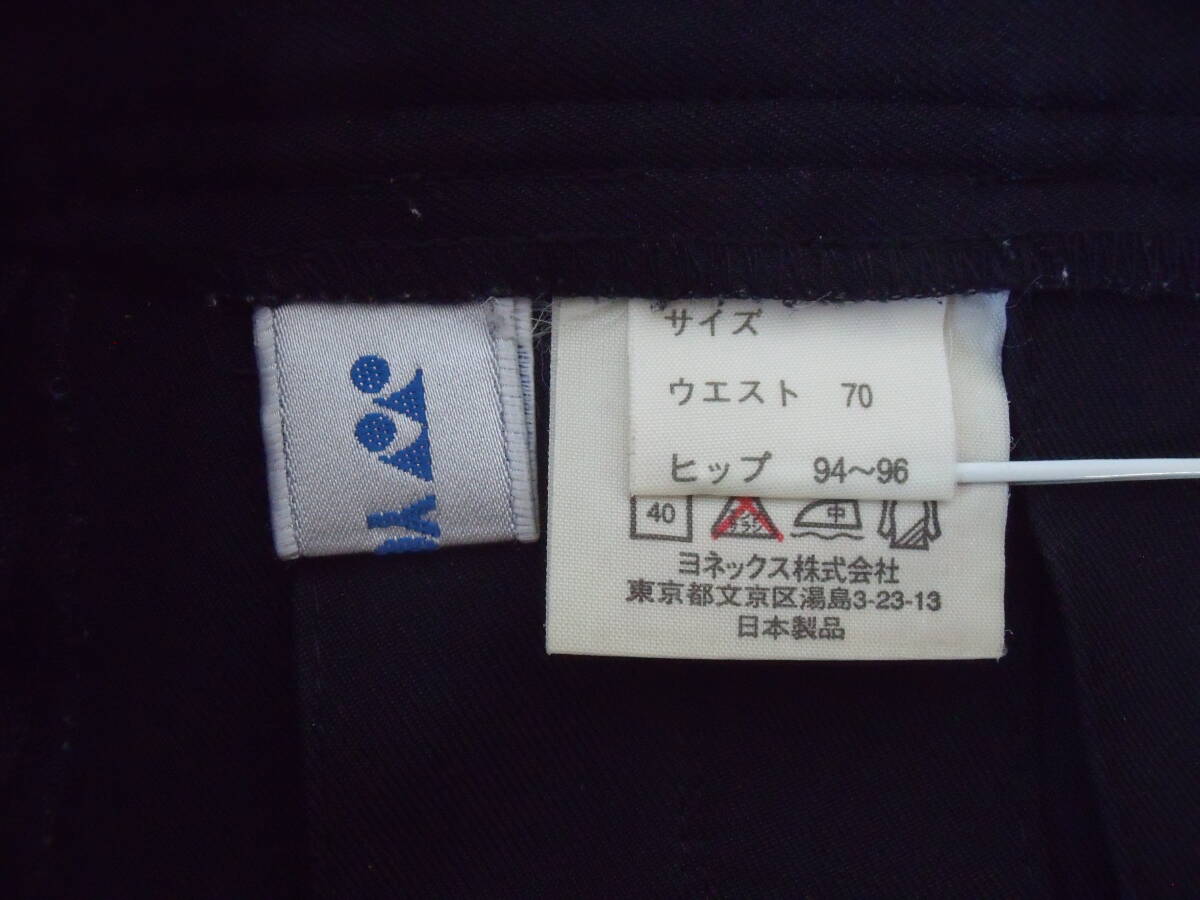 サイズ
ウエスト 70
ヒップ 94～96
40
中
ヨネックス株式会社
東京都文京区湯島3-23-13
日本製品